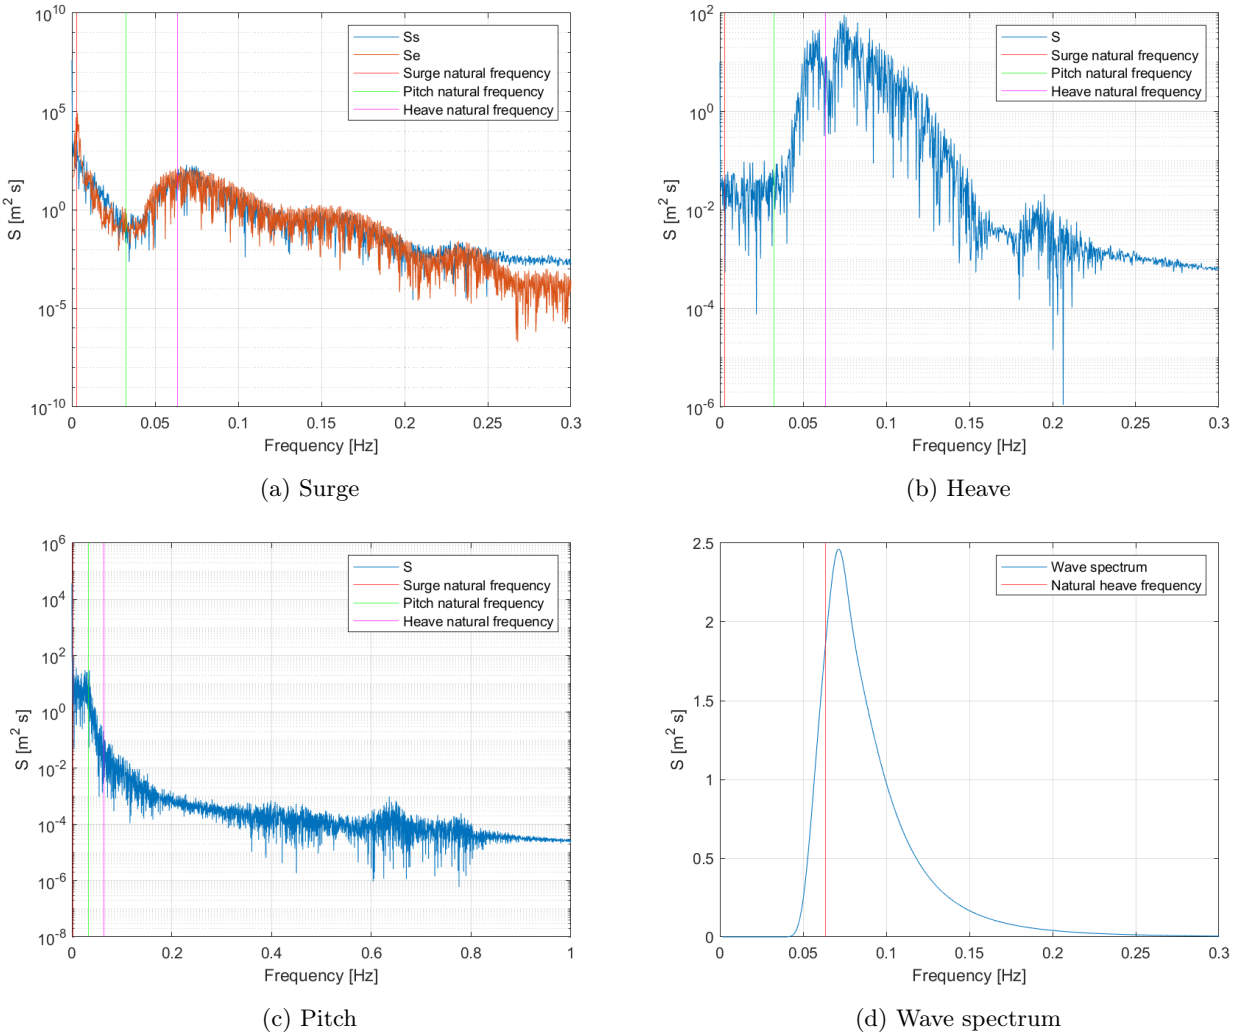 10^10
10^5
10^0
10^-5
10^-10
S [m^2 s]
0 0.05 0.1 0.15 0.2 0.25 0.3
Frequency [Hz]
Ss
Se
Surge natural frequency
Pitch natural frequency
Heave natural frequency
(a) Surge
10^2
10^0
10^-2
10^-4
10^-6
S [m^2 s]
0 0.05 0.1 0.15 0.2 0.25 0.3
Frequency [Hz]
S
Surge natural frequency
Pitch natural frequency
Heave natural frequency
(b) Heave
10^6
10^4
10^2
10^0
10^-2
10^-4
10^-6
10^-8
S [m^2 s]
0 0.2 0.4 0.6 0.8 1
Frequency [Hz]
S
Surge natural frequency
Pitch natural frequency
Heave natural frequency
(c) Pitch
2.5
2
1.5
1
0.5
0
S [m^2 s]
0 0.05 0.1 0.15 0.2 0.25 0.3
Frequency [Hz]
Wave spectrum
Natural heave frequency
(d) Wave spectrum